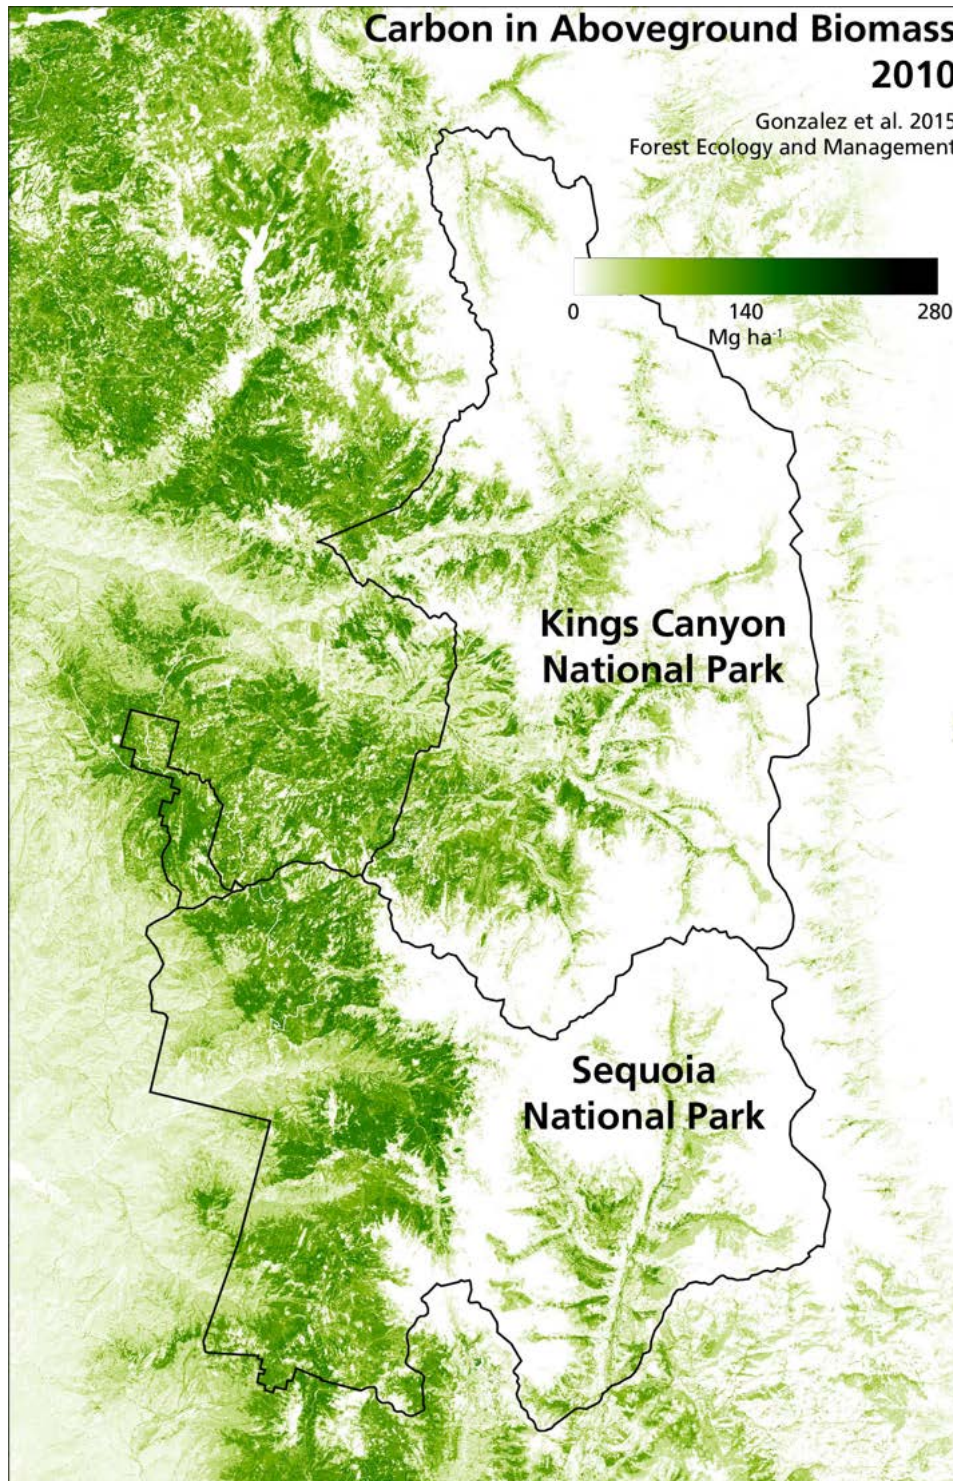 Carbon in Aboveground Biomass
2010
Gonzalez et al. 2015
Forest Ecology and Management
0 140 280
Mg ha⁻¹
Kings Canyon
National Park
Sequoia
National Park